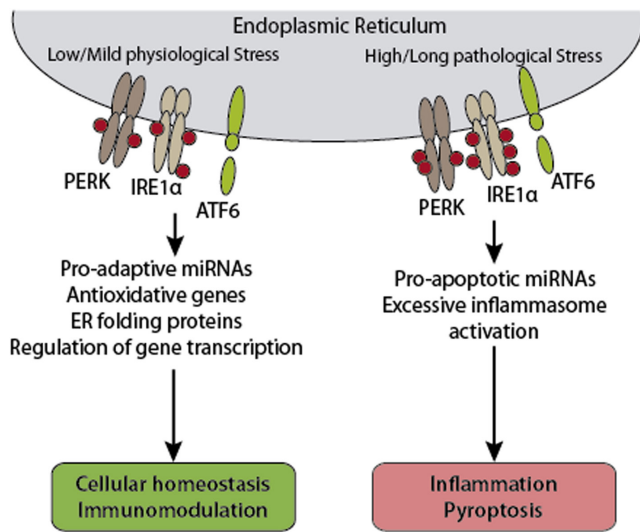 Endoplasmic Reticulum
Low/Mild physiological Stress
High/Long pathological Stress
PERK
IRE1α
ATF6
PERK
IRE1α
ATF6
Pro-adaptive miRNAs
Antioxidative genes
ER folding proteins
Regulation of gene transcription
Pro-apoptotic miRNAs
Excessive inflammasome
activation
Cellular homeostasis
Immunomodulation
Inflammation
Pyroptosis